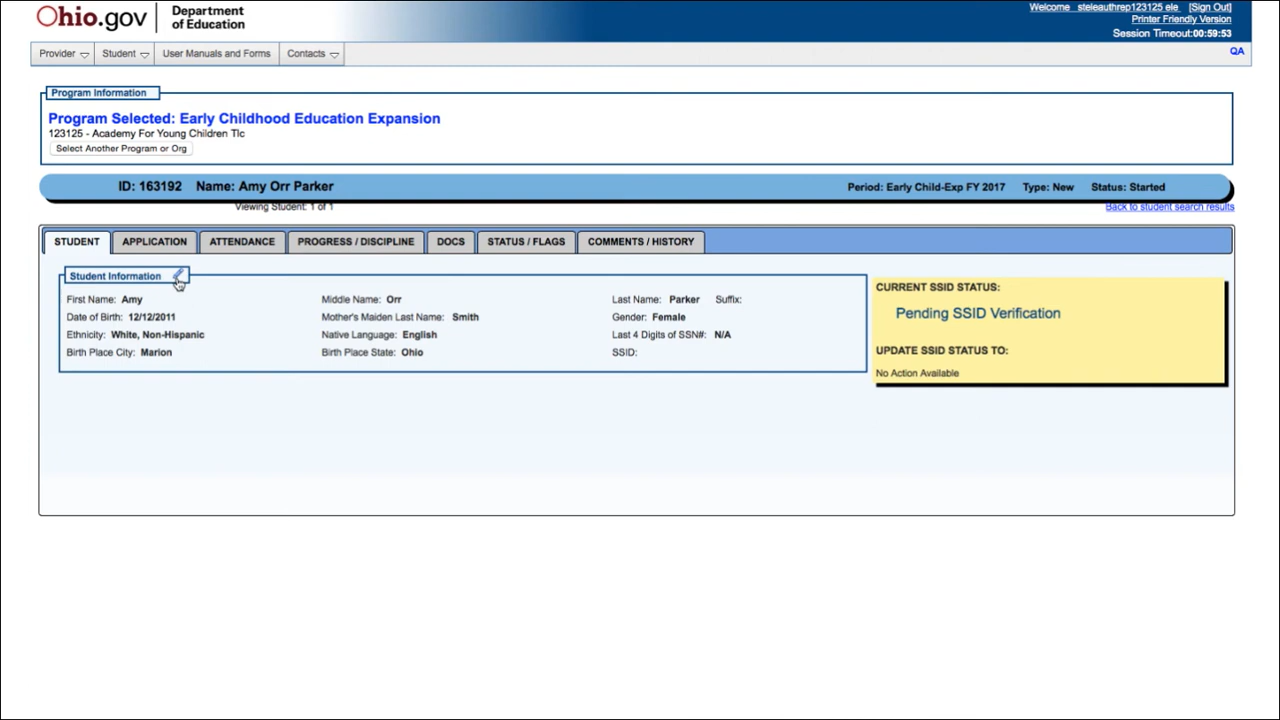 Ohio.gov Department of Education
Welcome steleauthrep123125 ele [Sign Out]
Printer Friendly Version
Session Timeout:00:59:53
Provider Student User Manuals and Forms Contacts QA
Program Information
Program Selected: Early Childhood Education Expansion
123125 - Academy For Young Children Tlc
Select Another Program or Org
ID: 163192 Name: Amy Orr Parker Period: Early Child-Exp FY 2017 Type: New Status: Started
Viewing Student: 1 of 1 Back to student search results
STUDENT APPLICATION ATTENDANCE PROGRESS / DISCIPLINE DOCS STATUS / FLAGS COMMENTS / HISTORY
Student Information
First Name: Amy Middle Name: Orr Last Name: Parker Suffix:
Date of Birth: 12/12/2011 Mother's Maiden Last Name: Smith Gender: Female
Ethnicity: White, Non-Hispanic Native Language: English Last 4 Digits of SSN#: N/A
Birth Place City: Marion Birth Place State: Ohio SSID:
CURRENT SSID STATUS:
Pending SSID Verification
UPDATE SSID STATUS TO:
No Action Available